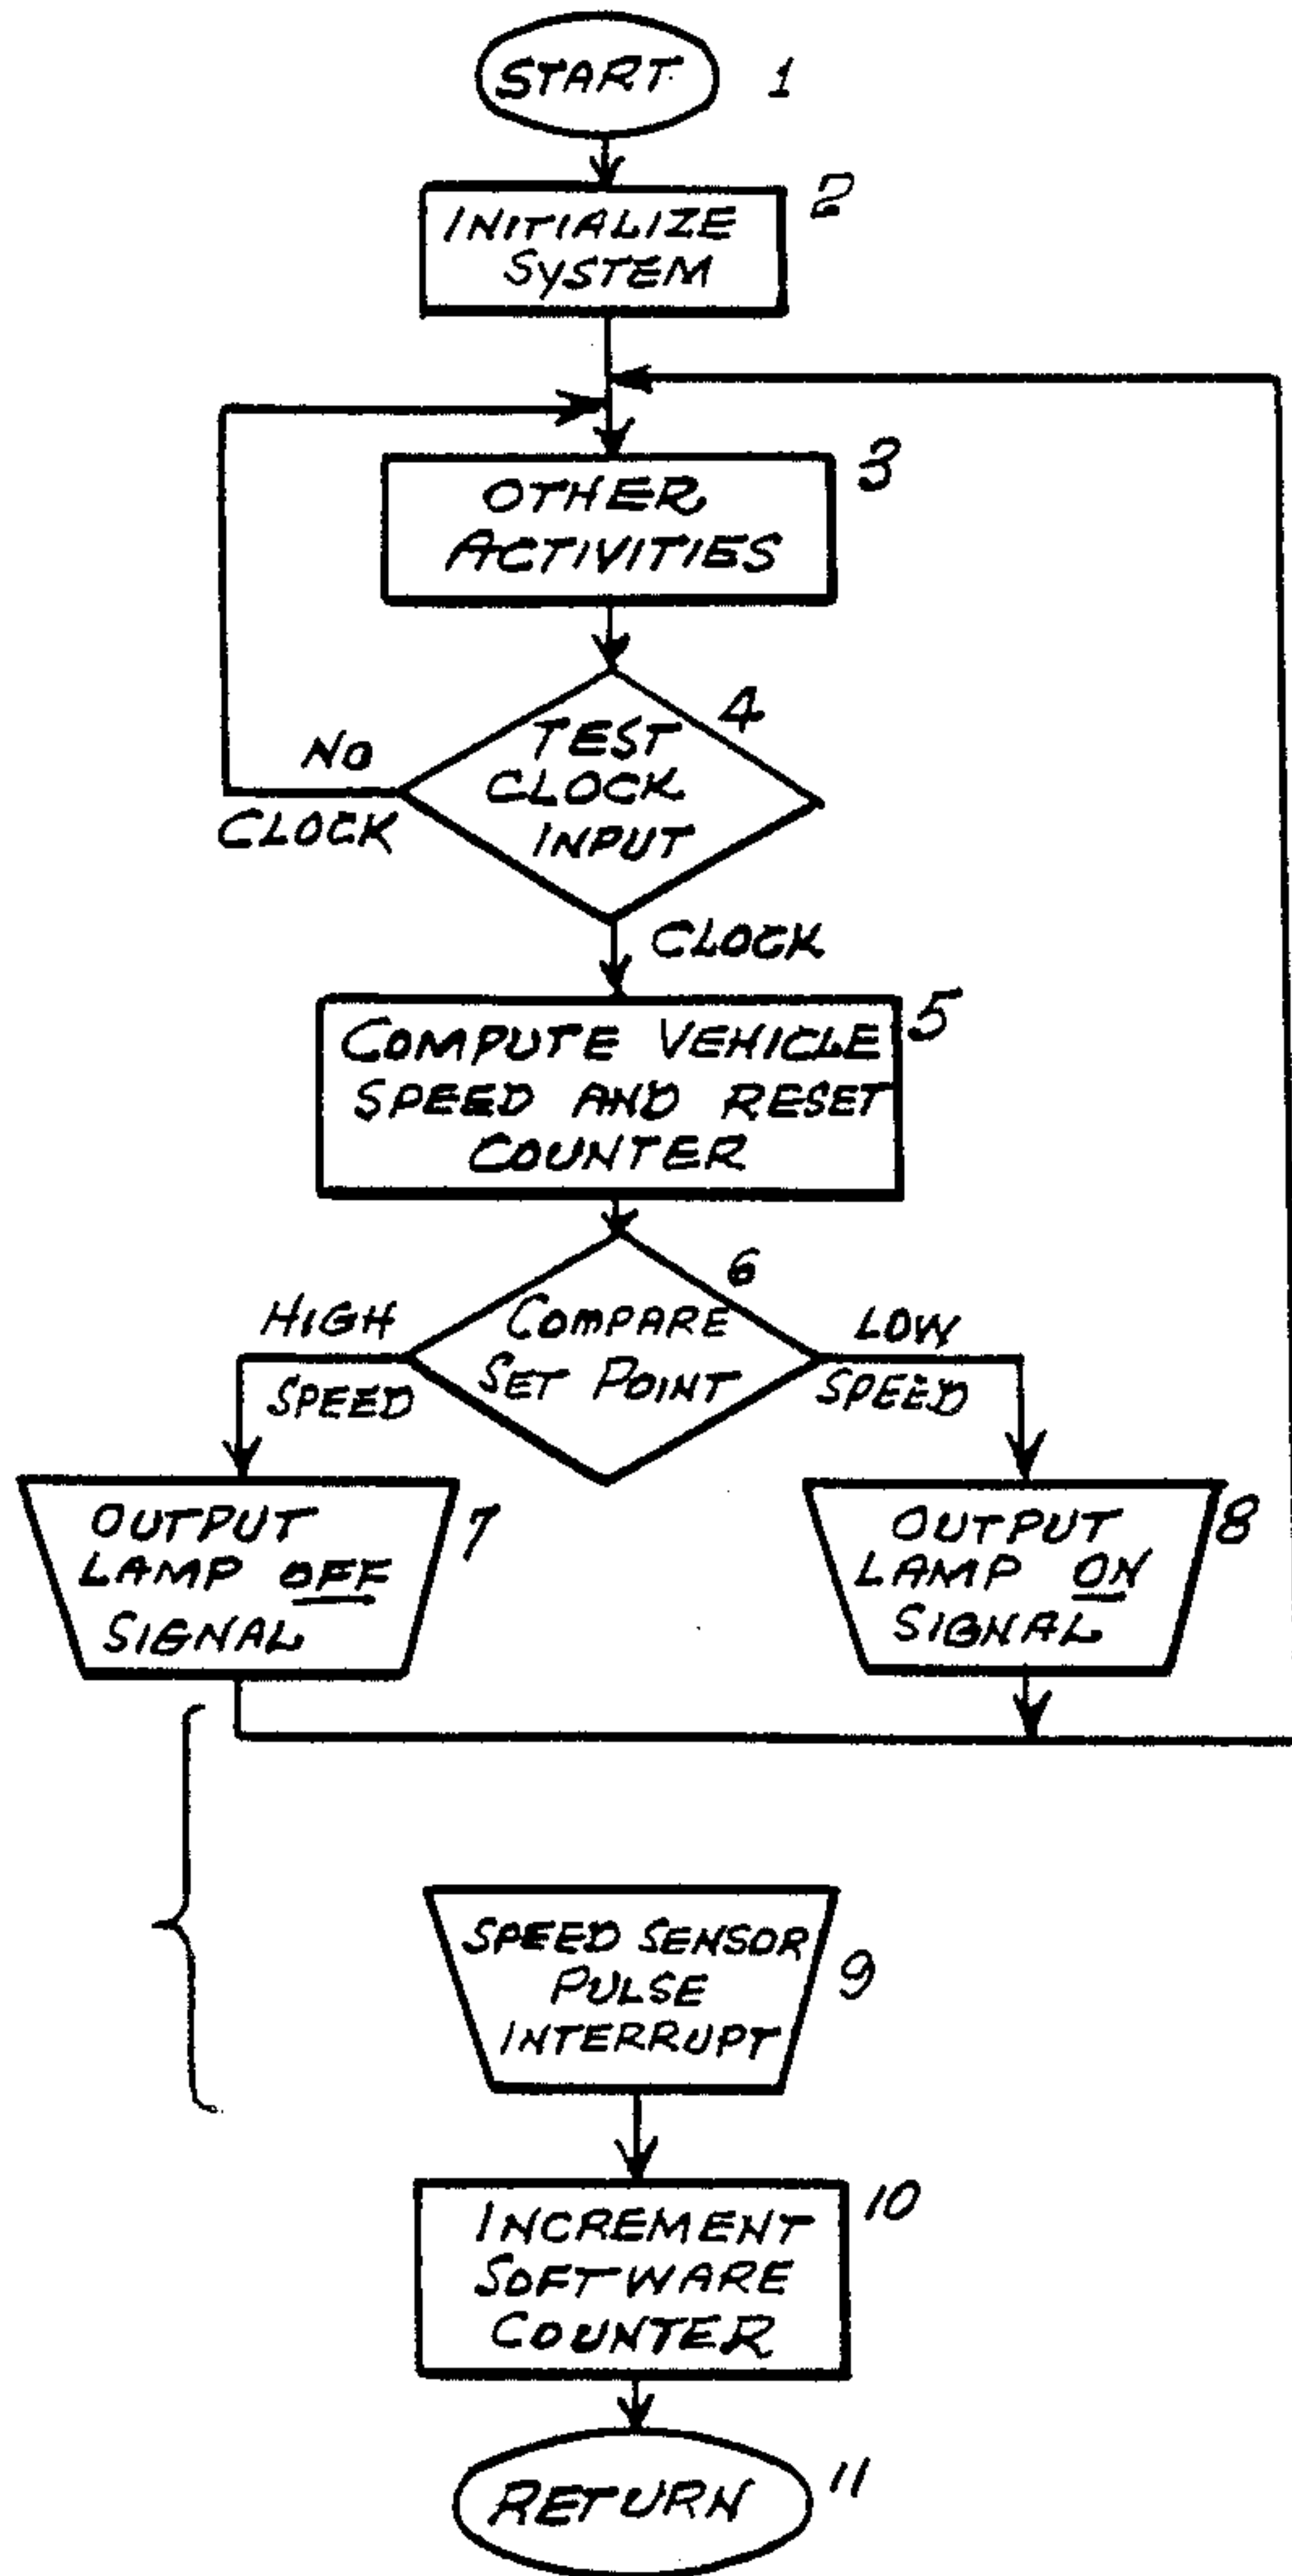 START 1
INITIALIZE
SYSTEM
2
OTHER
ACTIVITIES
3
TEST
CLOCK
INPUT
4
NO
CLOCK
CLOCK
COMPUTE VEHICLE
SPEED AND RESET
COUNTER
5
COMPARE
SET POINT
6
HIGH
SPEED
LOW
SPEED
OUTPUT
LAMP OFF
SIGNAL
7
OUTPUT
LAMP ON
SIGNAL
8
SPEED SENSOR
PULSE
INTERRUPT
9
INCREMENT
SOFTWARE
COUNTER
10
RETURN 11